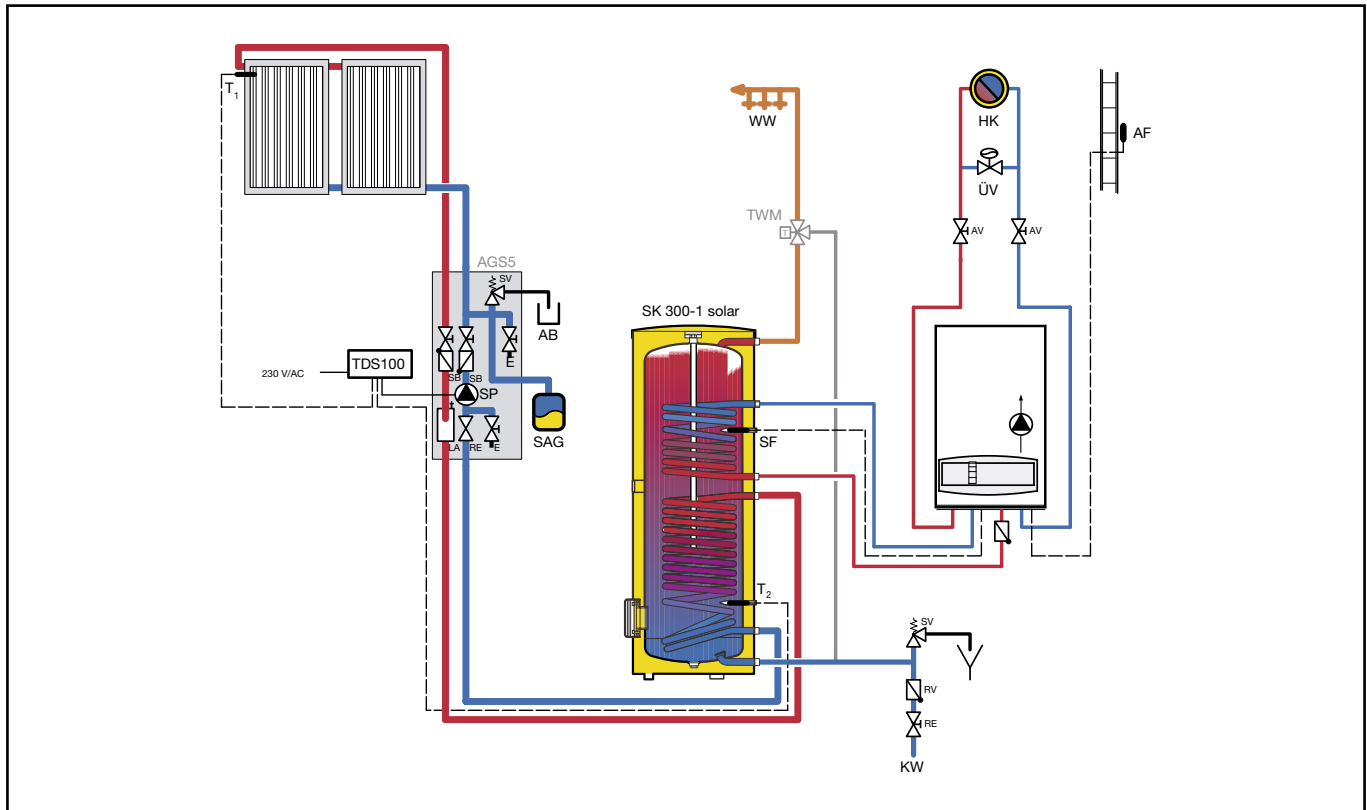 T1
WW
HK
AF
ÜV
TWM
T
AV
AV
AGS5
SV
AB
SK 300-1 solar
E
TDS100
230 V/AC
SB
SB
SP
SAG
SF
LA
RE
E
T2
SV
RV
RE
KW